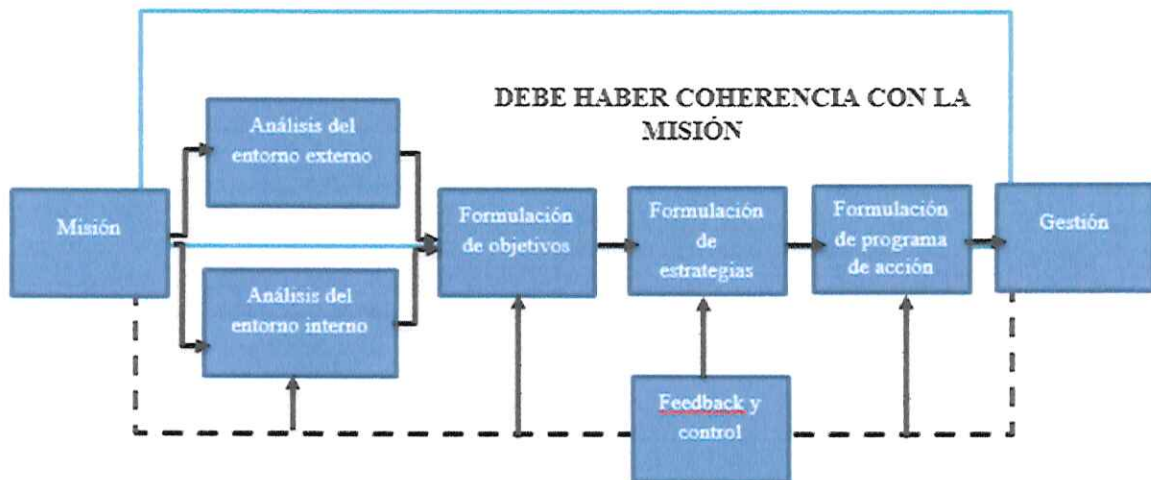 DEBE HABER COHERENCIA CON LA
MISIÓN
Análisis del
entorno externo
Misión
Formulación
de objetivos
Formulación
de
estrategias
Formulación
de programa
de acción
Gestión
Análisis del
entorno interno
Feedback y
control